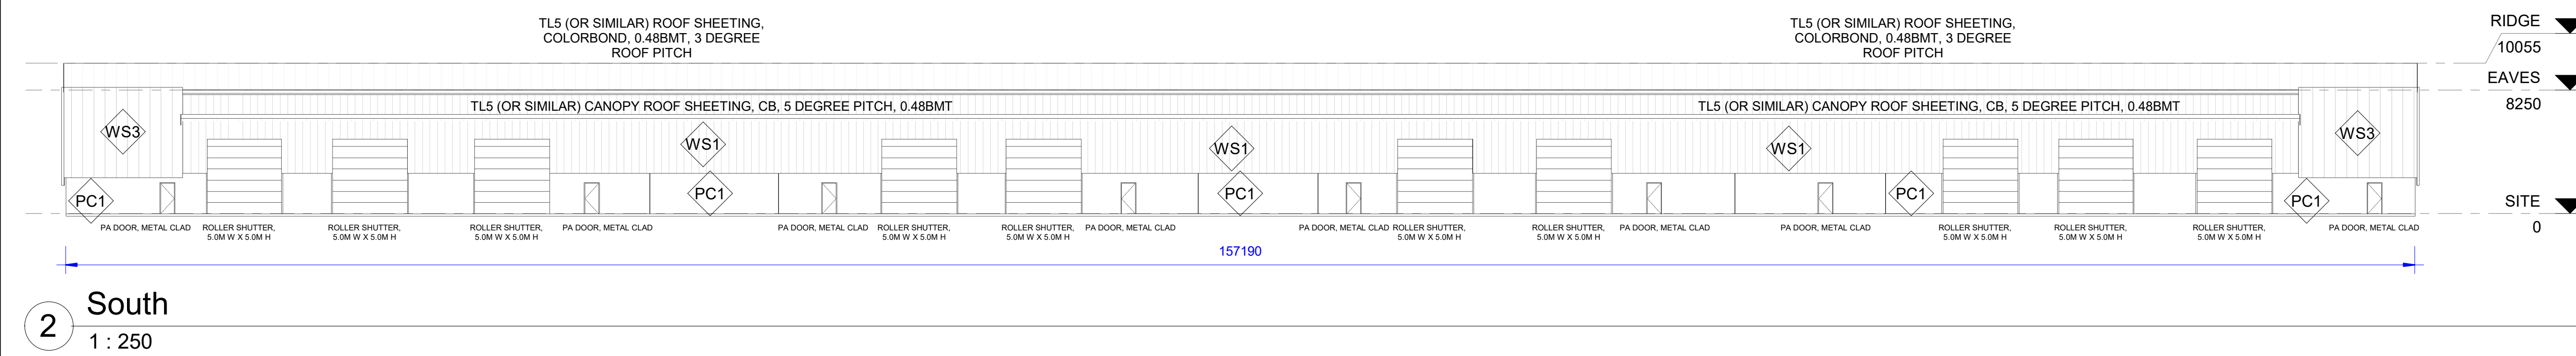 TL5 (OR SIMILAR) ROOF SHEETING,
COLORBOND, 0.48BMT, 3 DEGREE
ROOF PITCH
TL5 (OR SIMILAR) ROOF SHEETING,
COLORBOND, 0.48BMT, 3 DEGREE
ROOF PITCH
RIDGE
10055
EAVES
8250
TL5 (OR SIMILAR) CANOPY ROOF SHEETING, CB, 5 DEGREE PITCH, 0.48BMT
TL5 (OR SIMILAR) CANOPY ROOF SHEETING, CB, 5 DEGREE PITCH, 0.48BMT
WS3
WS1
WS1
WS1
WS3
PC1
PC1
PC1
PC1
PC1
SITE
0
PA DOOR, METAL CLAD
ROLLER SHUTTER,
5.0M W X 5.0M H
ROLLER SHUTTER,
5.0M W X 5.0M H
ROLLER SHUTTER,
5.0M W X 5.0M H
PA DOOR, METAL CLAD
PA DOOR, METAL CLAD
ROLLER SHUTTER,
5.0M W X 5.0M H
ROLLER SHUTTER,
5.0M W X 5.0M H
PA DOOR, METAL CLAD
PA DOOR, METAL CLAD
ROLLER SHUTTER,
5.0M W X 5.0M H
ROLLER SHUTTER,
5.0M W X 5.0M H
PA DOOR, METAL CLAD
PA DOOR, METAL CLAD
ROLLER SHUTTER,
5.0M W X 5.0M H
ROLLER SHUTTER,
5.0M W X 5.0M H
ROLLER SHUTTER,
5.0M W X 5.0M H
PA DOOR, METAL CLAD
157190
2
South
1 : 250